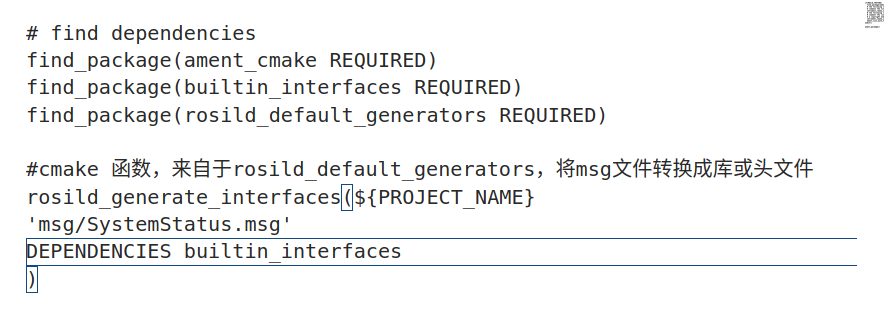 # find dependencies
find_package(ament_cmake REQUIRED)
find_package(builtin_interfaces REQUIRED)
find_package(rosild_default_generators REQUIRED)
#cmake 函数，来自于rosild_default_generators，将msg文件转换成库或头文件
rosild_generate_interfaces(${PROJECT_NAME}
'msg/SystemStatus.msg'
DEPENDENCIES builtin_interfaces
)